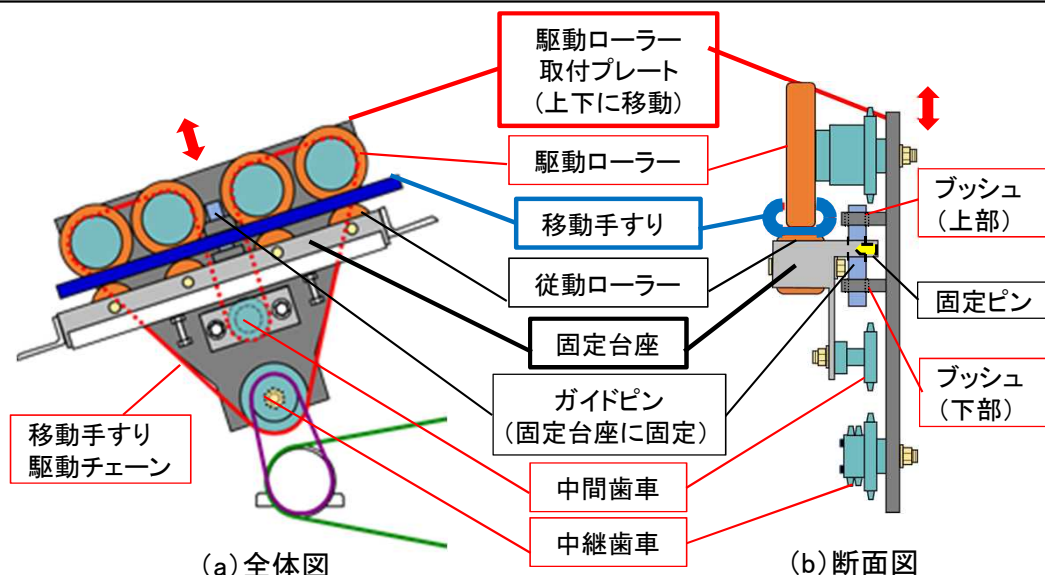 駆動ローラー
取付プレート
(上下に移動)
駆動ローラー
移動手すり
従動ローラー
固定台座
ガイドピン
(固定台座に固定)
中間歯車
中継歯車
移動手すり
駆動チェーン
ブッシュ
(上部)
固定ピン
ブッシュ
(下部)
(a)全体図
(b)断面図